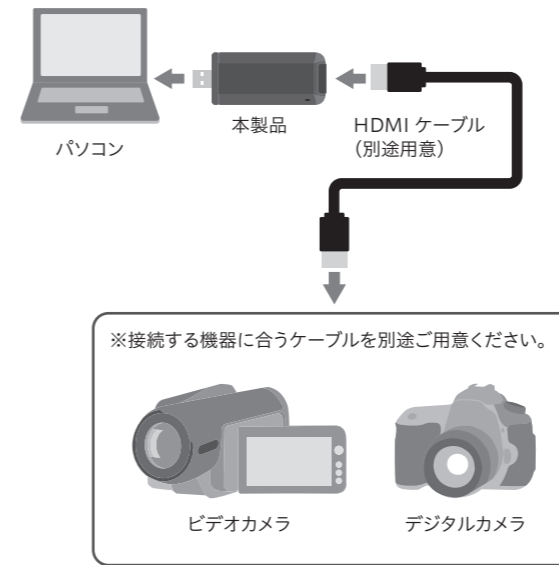 パソコン
本製品
HDMI ケーブル
（別途用意）
※接続する機器に合うケーブルを別途ご用意ください。
ビデオカメラ
デジタルカメラ